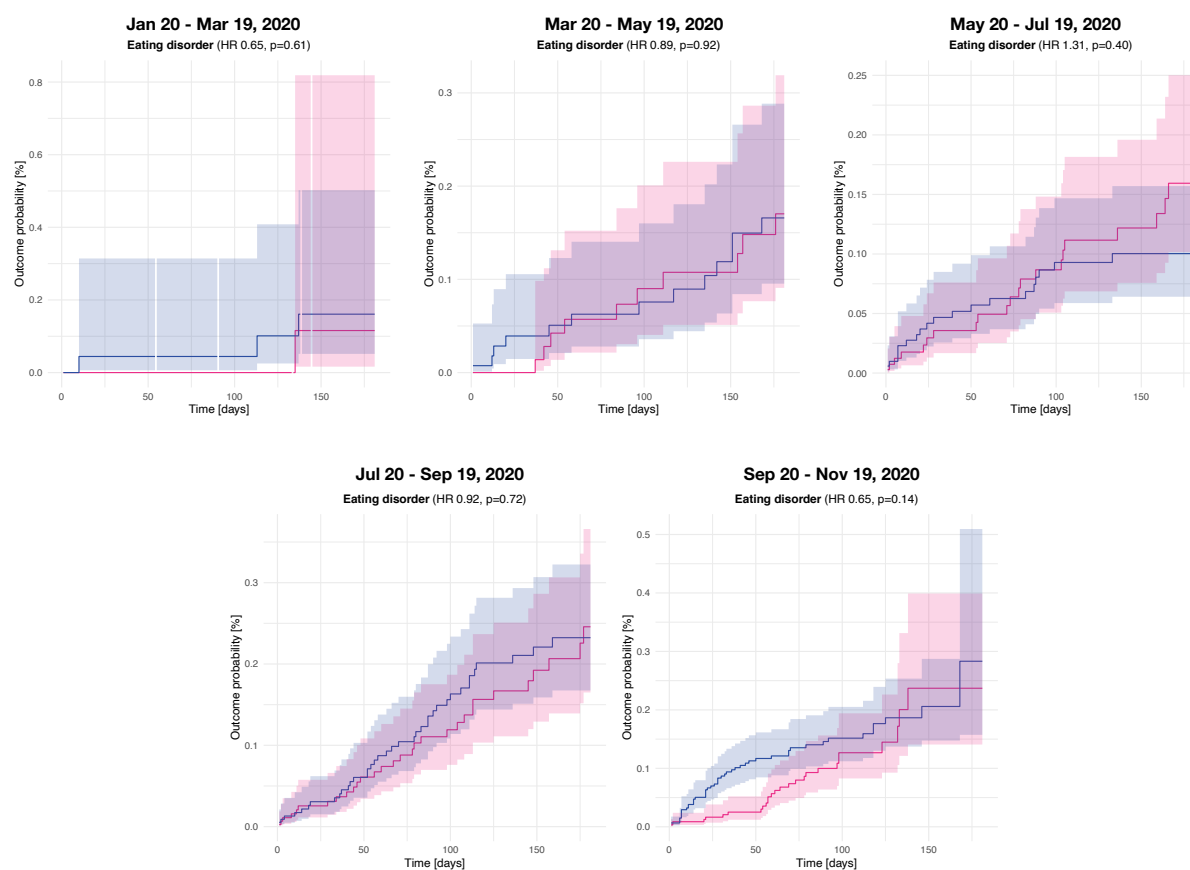 Jan 20 - Mar 19, 2020
Eating disorder (HR 0.65, p=0.61)
Outcome probability [%]
0.8
0.6
0.4
0.2
0.0
0 50 100 150
Time [days]
Mar 20 - May 19, 2020
Eating disorder (HR 0.89, p=0.92)
Outcome probability [%]
0.3
0.2
0.1
0.0
0 50 100 150
Time [days]
May 20 - Jul 19, 2020
Eating disorder (HR 1.31, p=0.40)
Outcome probability [%]
0.25
0.20
0.15
0.10
0.05
0.00
0 50 100 150
Time [days]
Jul 20 - Sep 19, 2020
Eating disorder (HR 0.92, p=0.72)
Outcome probability [%]
0.3
0.2
0.1
0.0
0 50 100 150
Time [days]
Sep 20 - Nov 19, 2020
Eating disorder (HR 0.65, p=0.14)
Outcome probability [%]
0.5
0.4
0.3
0.2
0.1
0.0
0 50 100 150
Time [days]